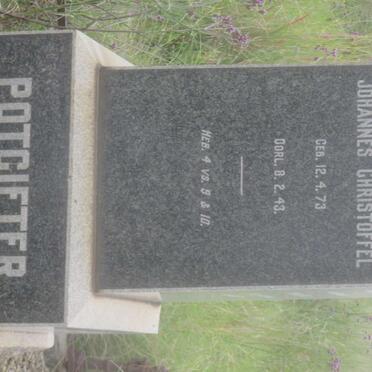 JOHANNES CHRISTOFFEL
GEB. 12. 4. 73
OORL. 8. 2. 43.
HEB. 4 VS. 9 & 10.
POTGIETER